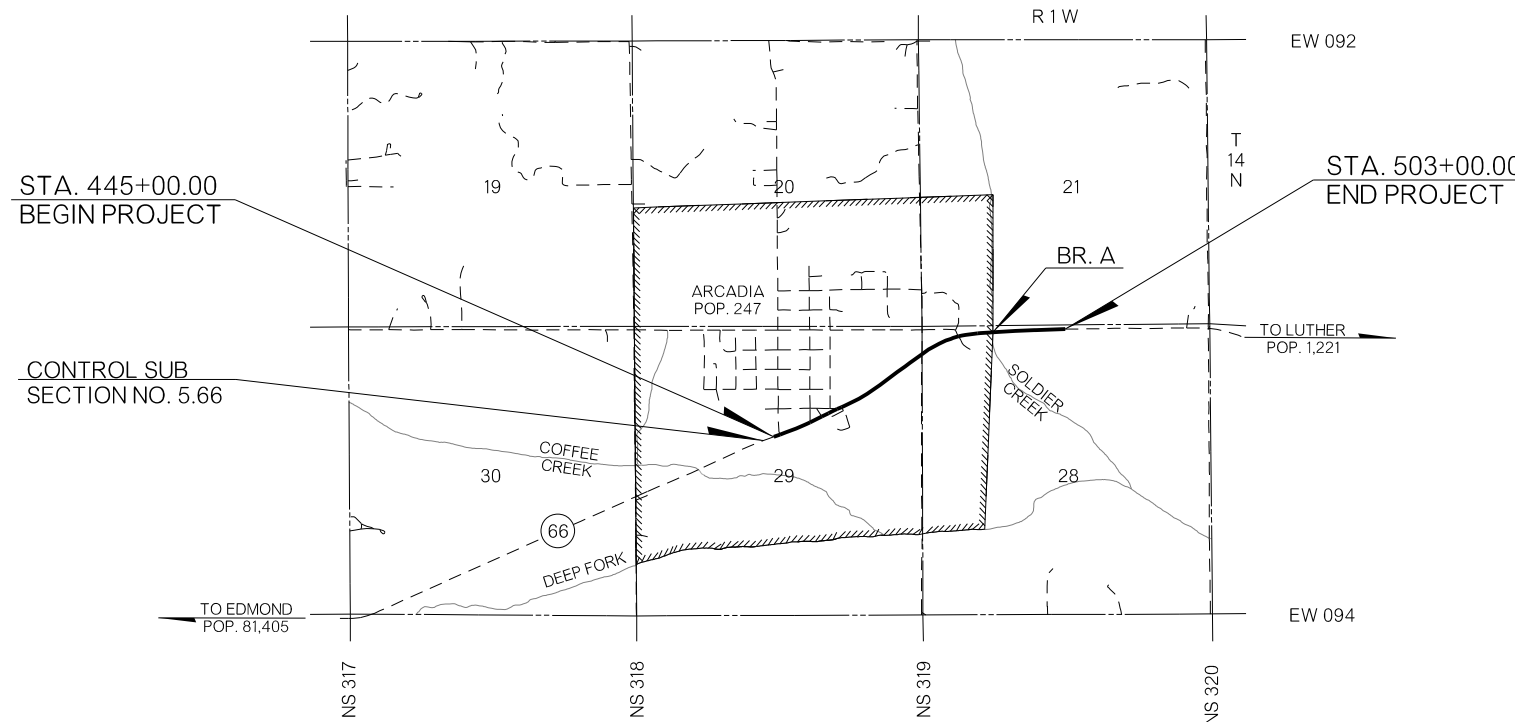 R 1 W
EW 092
T
14
N
STA. 445+00.00
BEGIN PROJECT
19
20
21
STA. 503+00.00
END PROJECT
BR. A
ARCADIA
POP. 247
TO LUTHER
POP. 1,221
CONTROL SUB
SECTION NO. 5.66
SOLDIER
CREEK
COFFEE
CREEK
30
29
28
66
DEEP FORK
TO EDMOND
POP. 81,405
EW 094
NS 317
NS 318
NS 319
NS 320